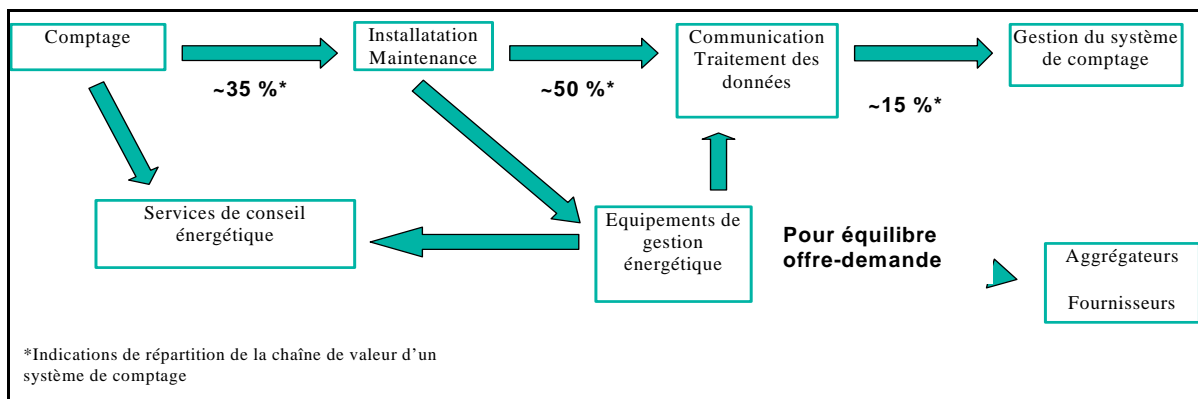 Comptage
Installatation
Maintenance
Communication
Traitement des
données
Gestion du système
de comptage
~35 %*
~50 %*
~15 %*
Services de conseil
énergétique
Equipements de
gestion
énergétique
Pour équilibre
offre-demande
Aggrégateurs
Fournisseurs
*Indications de répartition de la chaîne de valeur d’un
système de comptage